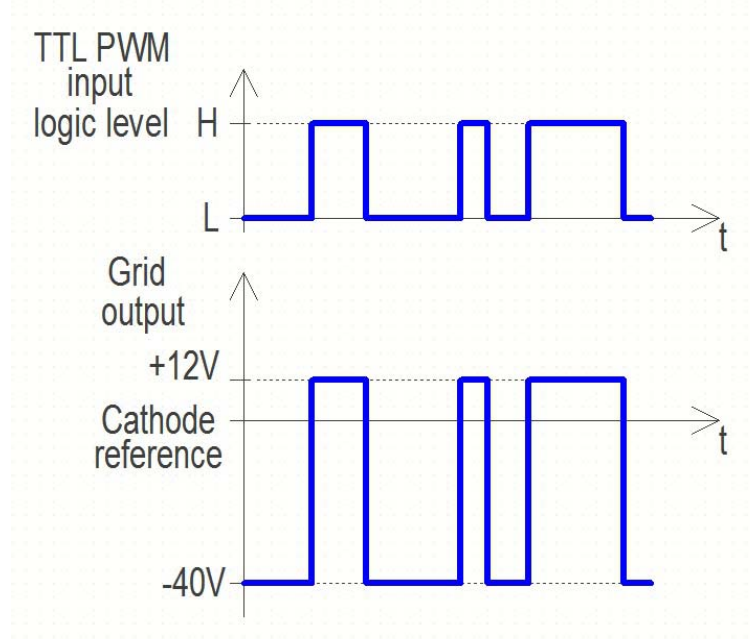 TTL PWM
input
logic level H
L
t
Grid
output
+12V
Cathode
reference
t
-40V